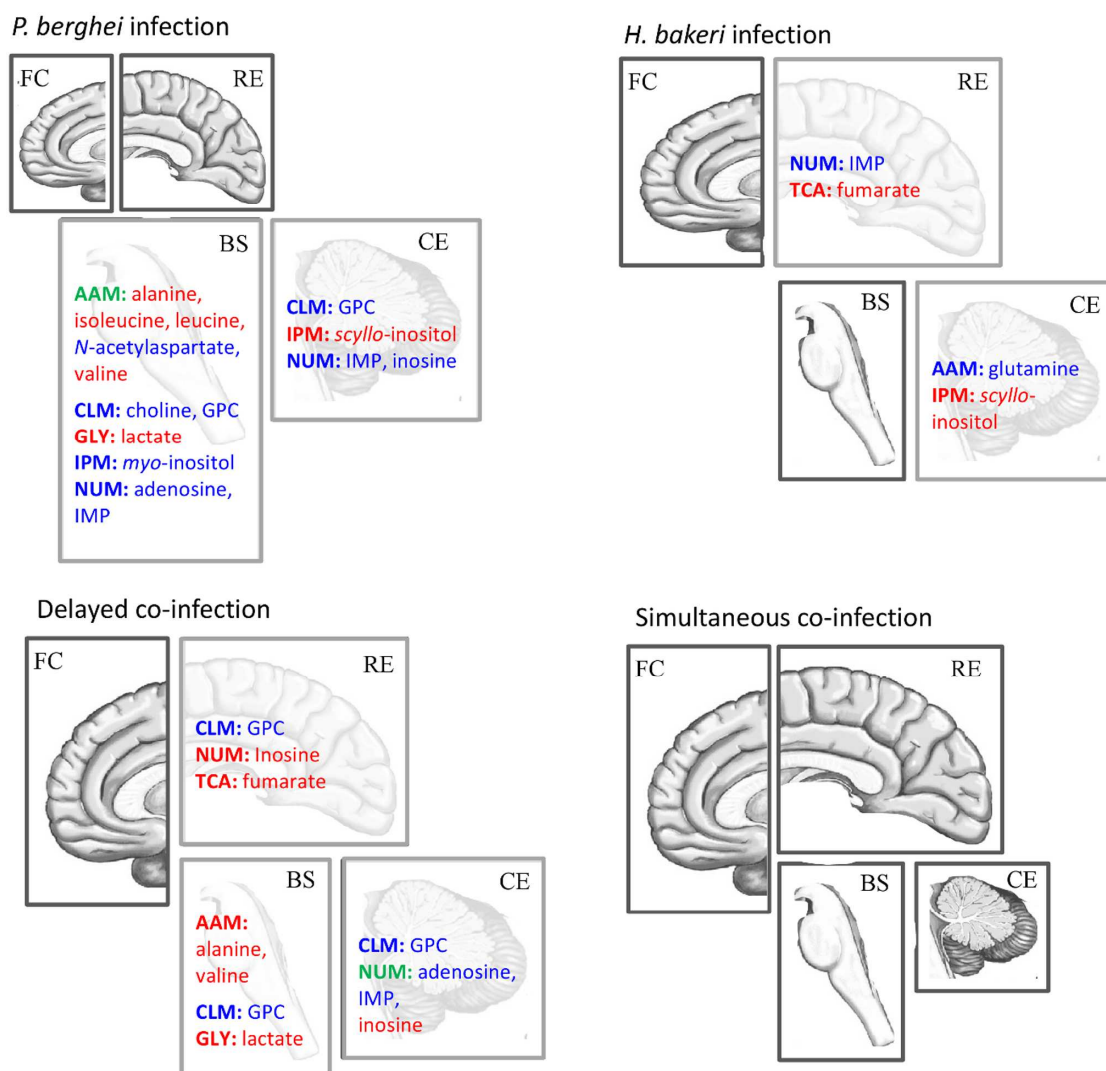 P. berghei infection
FC
RE
BS
AAM: alanine,
isoleucine, leucine,
N-acetylaspartate,
valine
CLM: choline, GPC
GLY: lactate
IPM: myo-inositol
NUM: adenosine,
IMP
CE
CLM: GPC
IPM: scyllo-inositol
NUM: IMP, inosine
H. bakeri infection
FC
RE
NUM: IMP
TCA: fumarate
BS
CE
AAM: glutamine
IPM: scyllo-
inositol
Delayed co-infection
FC
RE
CLM: GPC
NUM: Inosine
TCA: fumarate
BS
AAM:
alanine,
valine
CLM: GPC
GLY: lactate
CE
CLM: GPC
NUM: adenosine,
IMP,
inosine
Simultaneous co-infection
FC
RE
BS
CE